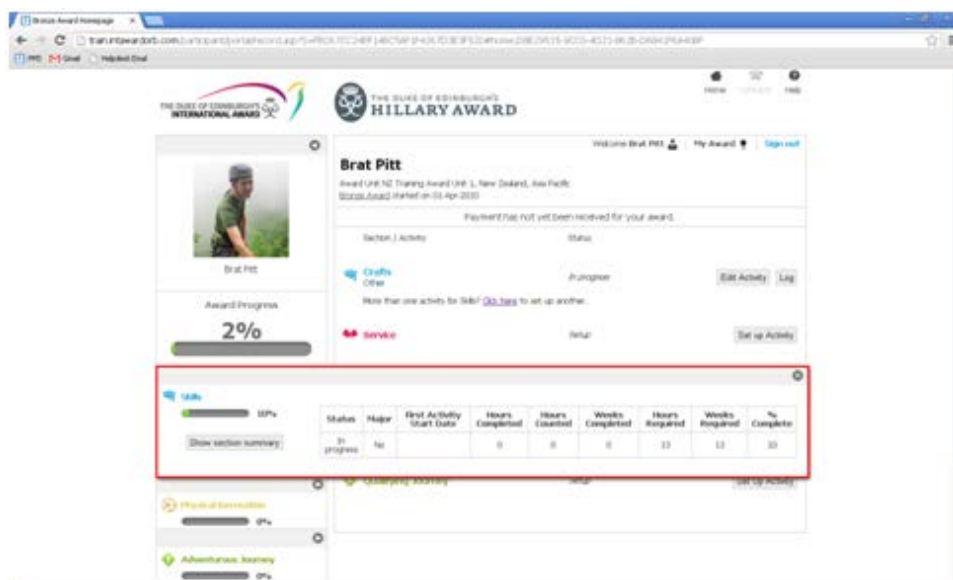 Bronze Award Homepage
PMS Gmail Helpdesk Email
THE DUKE OF EDINBURGH'S
INTERNATIONAL AWARD
THE DUKE OF EDINBURGH'S
HILLARY AWARD
Home
Help
Welcome Brat Pitt My Award Sign out
Brat Pitt
Award Unit NZ Training Award Unit 1, New Zealand, Asia Pacific
Bronze Award started on
Payment has not yet been received for your award.
Section / Activity Status
Crafts
Other
In progress
Edit Activity Log
More than one activity for Skills? Click here to set up another.
Brat Pitt
Award Progress
2%
Service Setup Set up Activity
Skills
10%
Show section summary
Status Major First Activity Start Date Hours Completed Hours Counted Weeks Completed Hours Required Weeks Required % Complete
In progress No 0 0 0 13 13 10
Qualifying Journey Setup Set Up Activity
Physical Recreation
0%
Adventurous Journey
0%